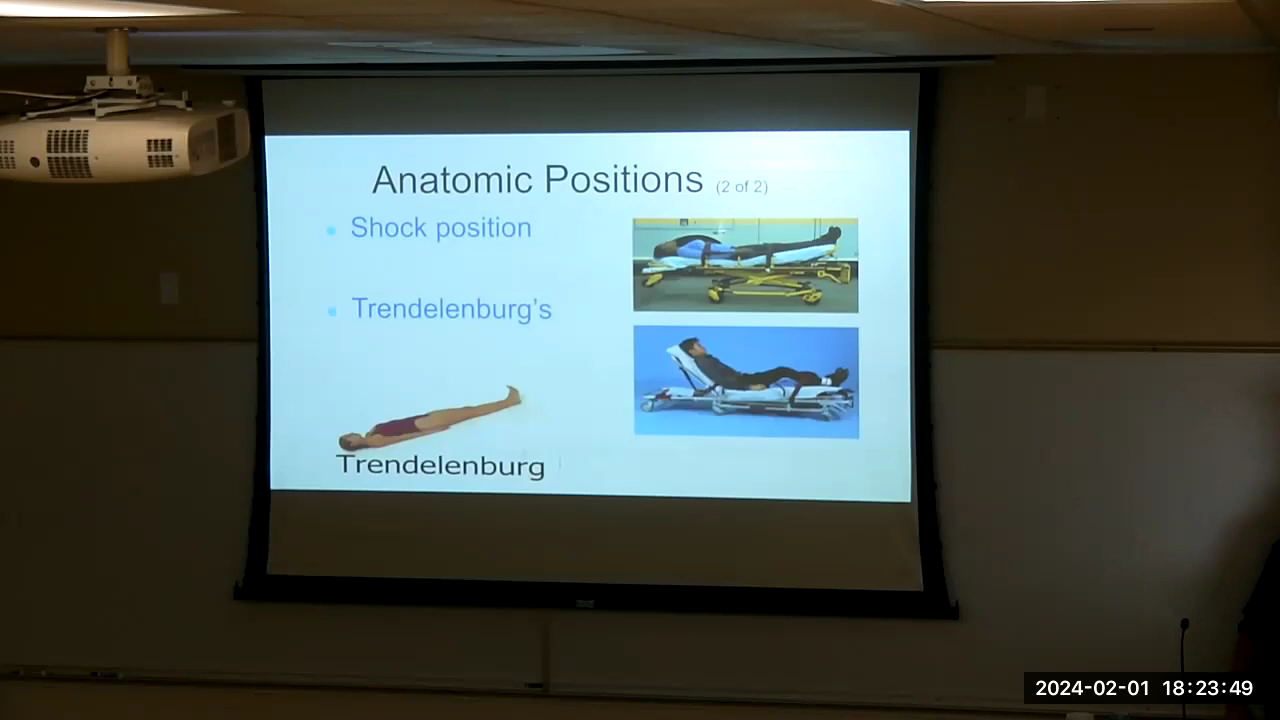 Anatomic Positions (2 of 2)
Shock position
Trendelenburg's
Trendelenburg
2024-02-01 18:23:49